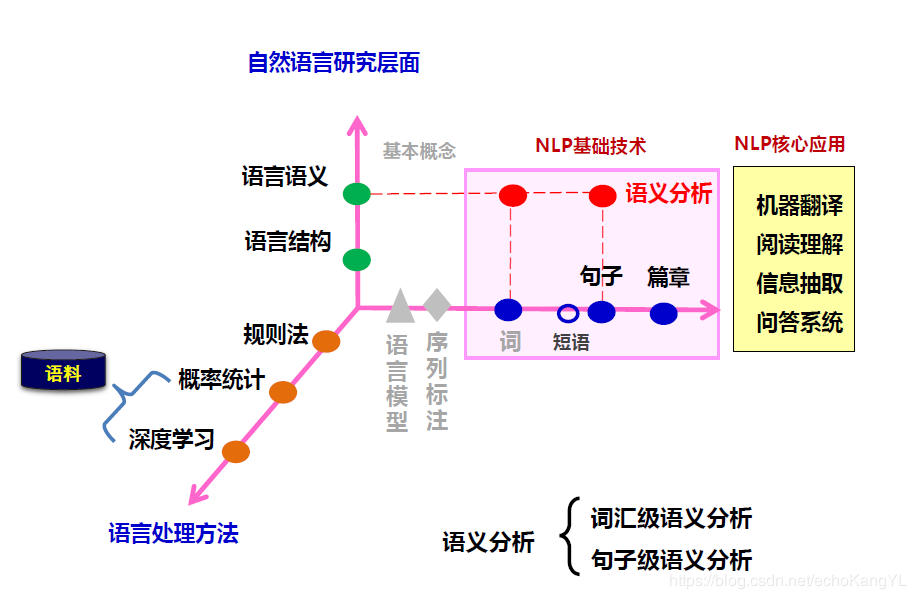 自然语言研究层面
基本概念
NLP基础技术
NLP核心应用
语言语义
语义分析
机器翻译
阅读理解
信息抽取
问答系统
语言结构
句子
篇章
规则法
语言模型
序列标注
词
短语
语料
概率统计
深度学习
语言处理方法
语义分析
词汇级语义分析
句子级语义分析
https://blog.csdn.net/echoKangYL